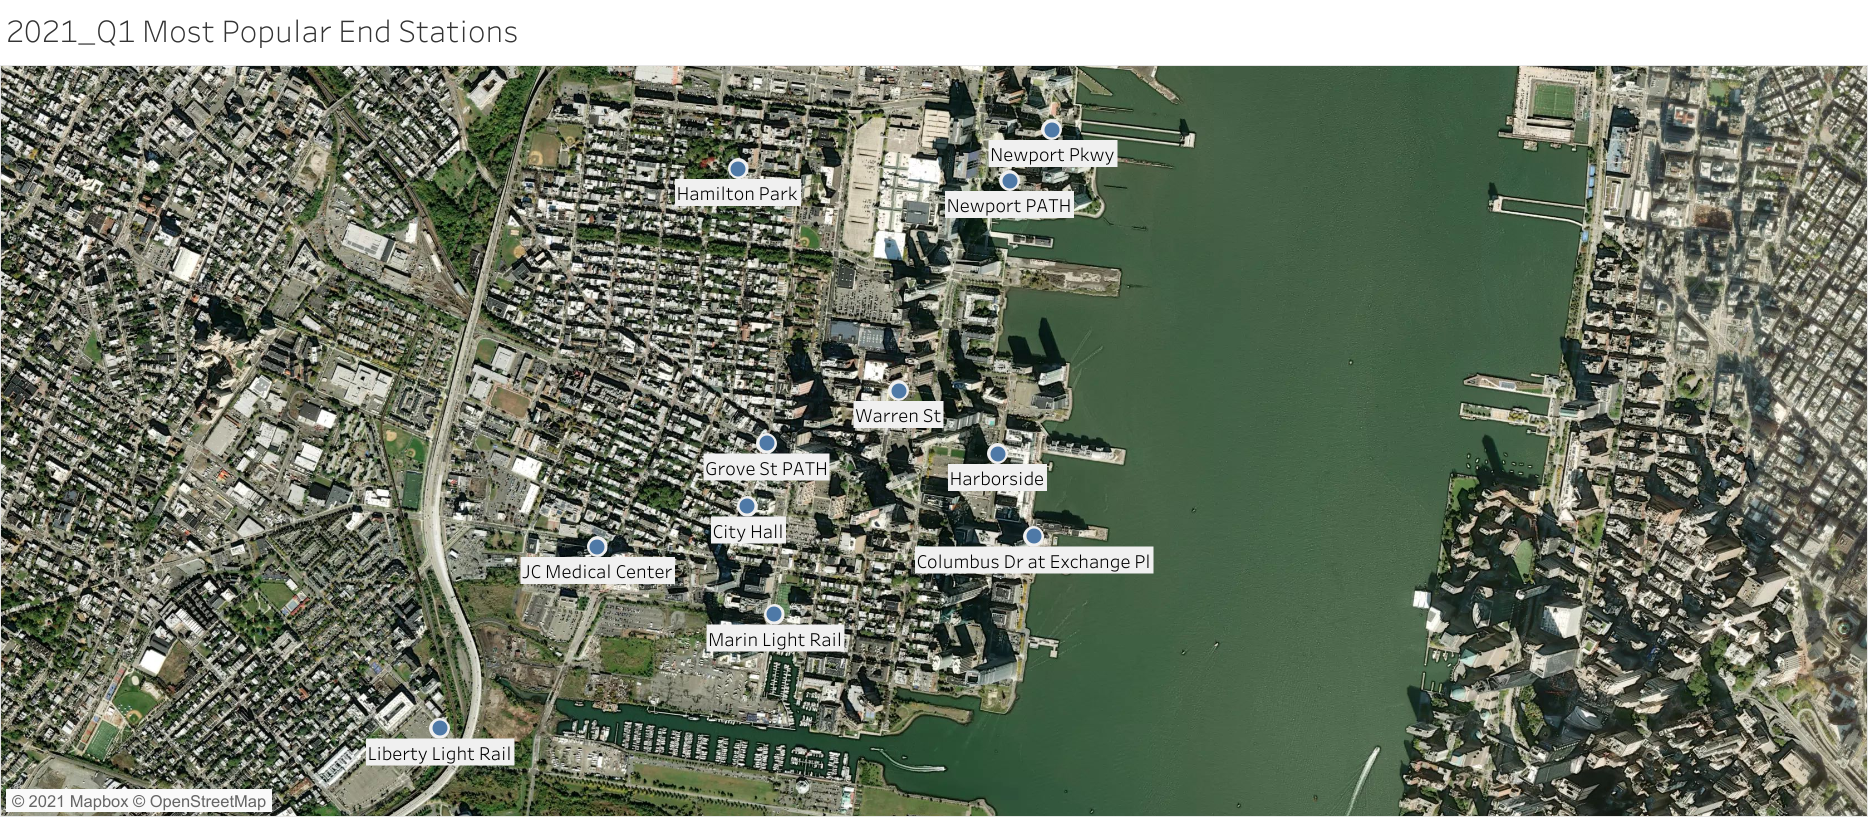 2021_Q1 Most Popular End Stations
Newport Pkwy
Hamilton Park
Newport PATH
Warren St
Grove St PATH
Harborside
City Hall
Columbus Dr at Exchange Pl
JC Medical Center
Marin Light Rail
Liberty Light Rail
© 2021 Mapbox © OpenStreetMap